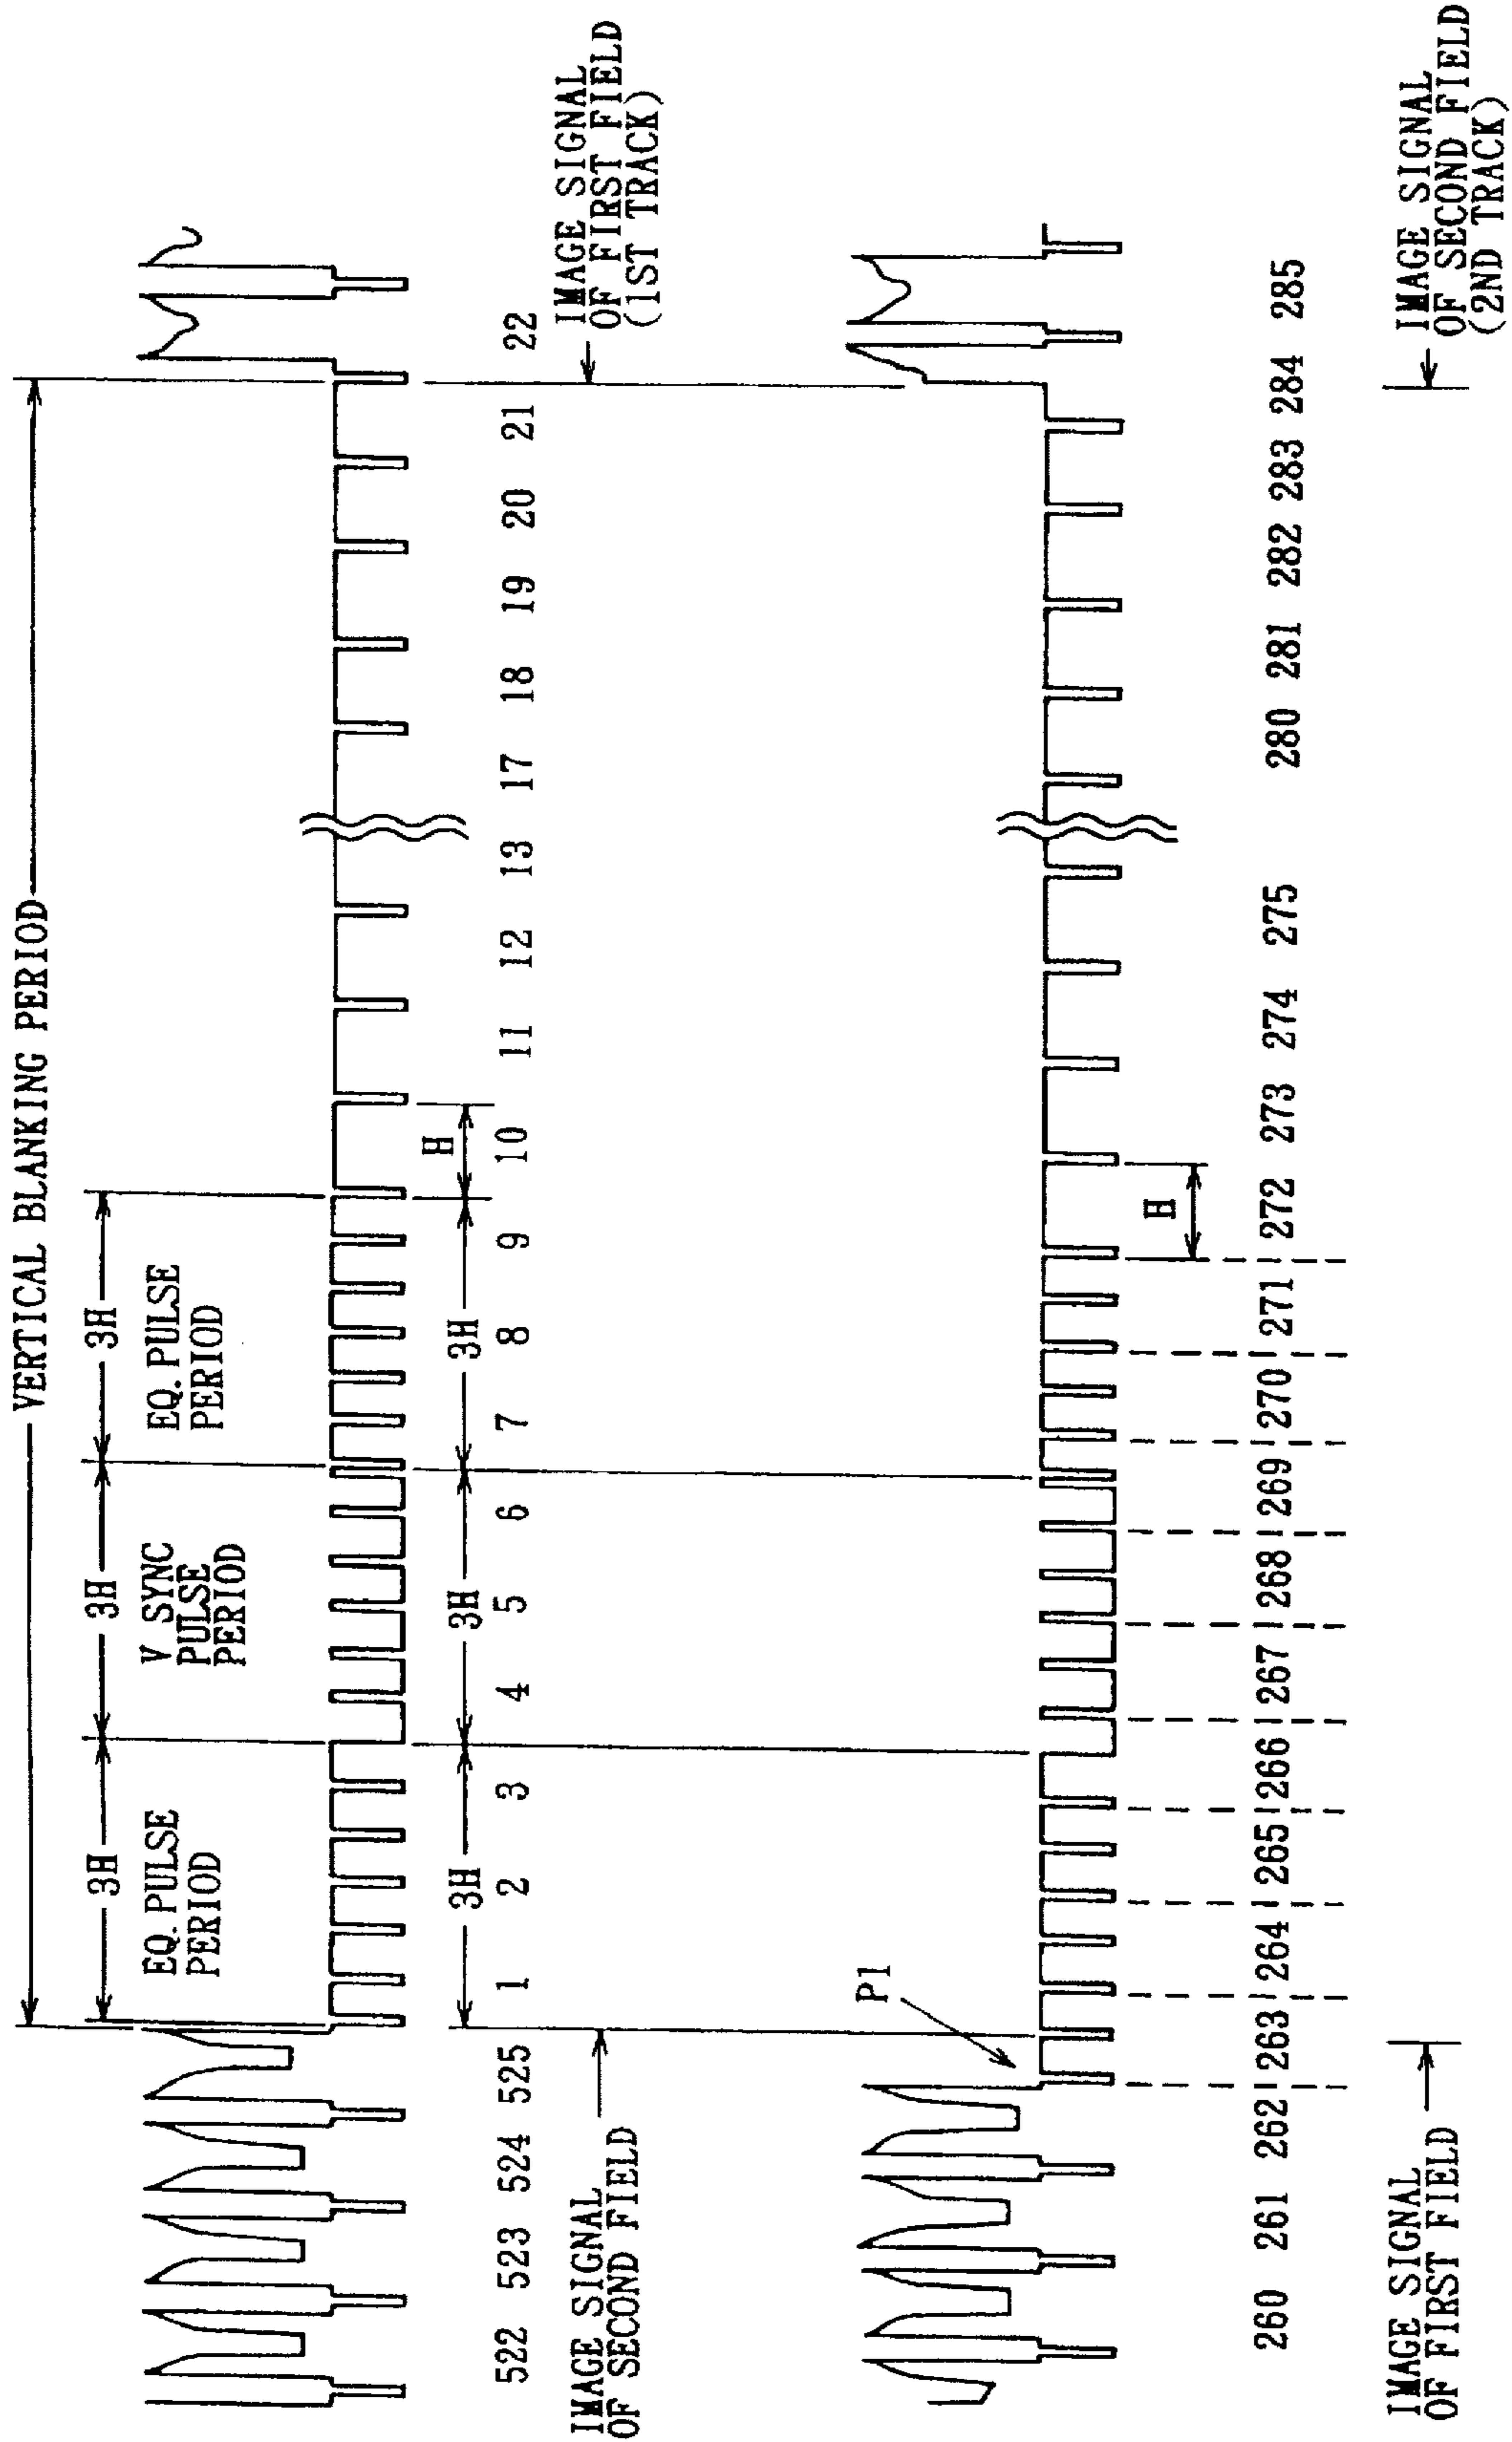 VERTICAL BLANKING PERIOD
3H 3H 3H
EQ.PULSE
PERIOD
V SYNC
PULSE
PERIOD
EQ.PULSE
PERIOD
3H 3H 3H H
522 523 524 525 1 2 3 4 5 6 7 8 9 10 11 12 13 17 18 19 20 21 22
IMAGE SIGNAL
OF SECOND FIELD
IMAGE SIGNAL
OF FIRST FIELD
(1ST TRACK)
P1
H
260 261 262 263 264 265 266 267 268 269 270 271 272 273 274 275 280 281 282 283 284 285
IMAGE SIGNAL
OF FIRST FIELD
IMAGE SIGNAL
OF SECOND FIELD
(2ND TRACK)